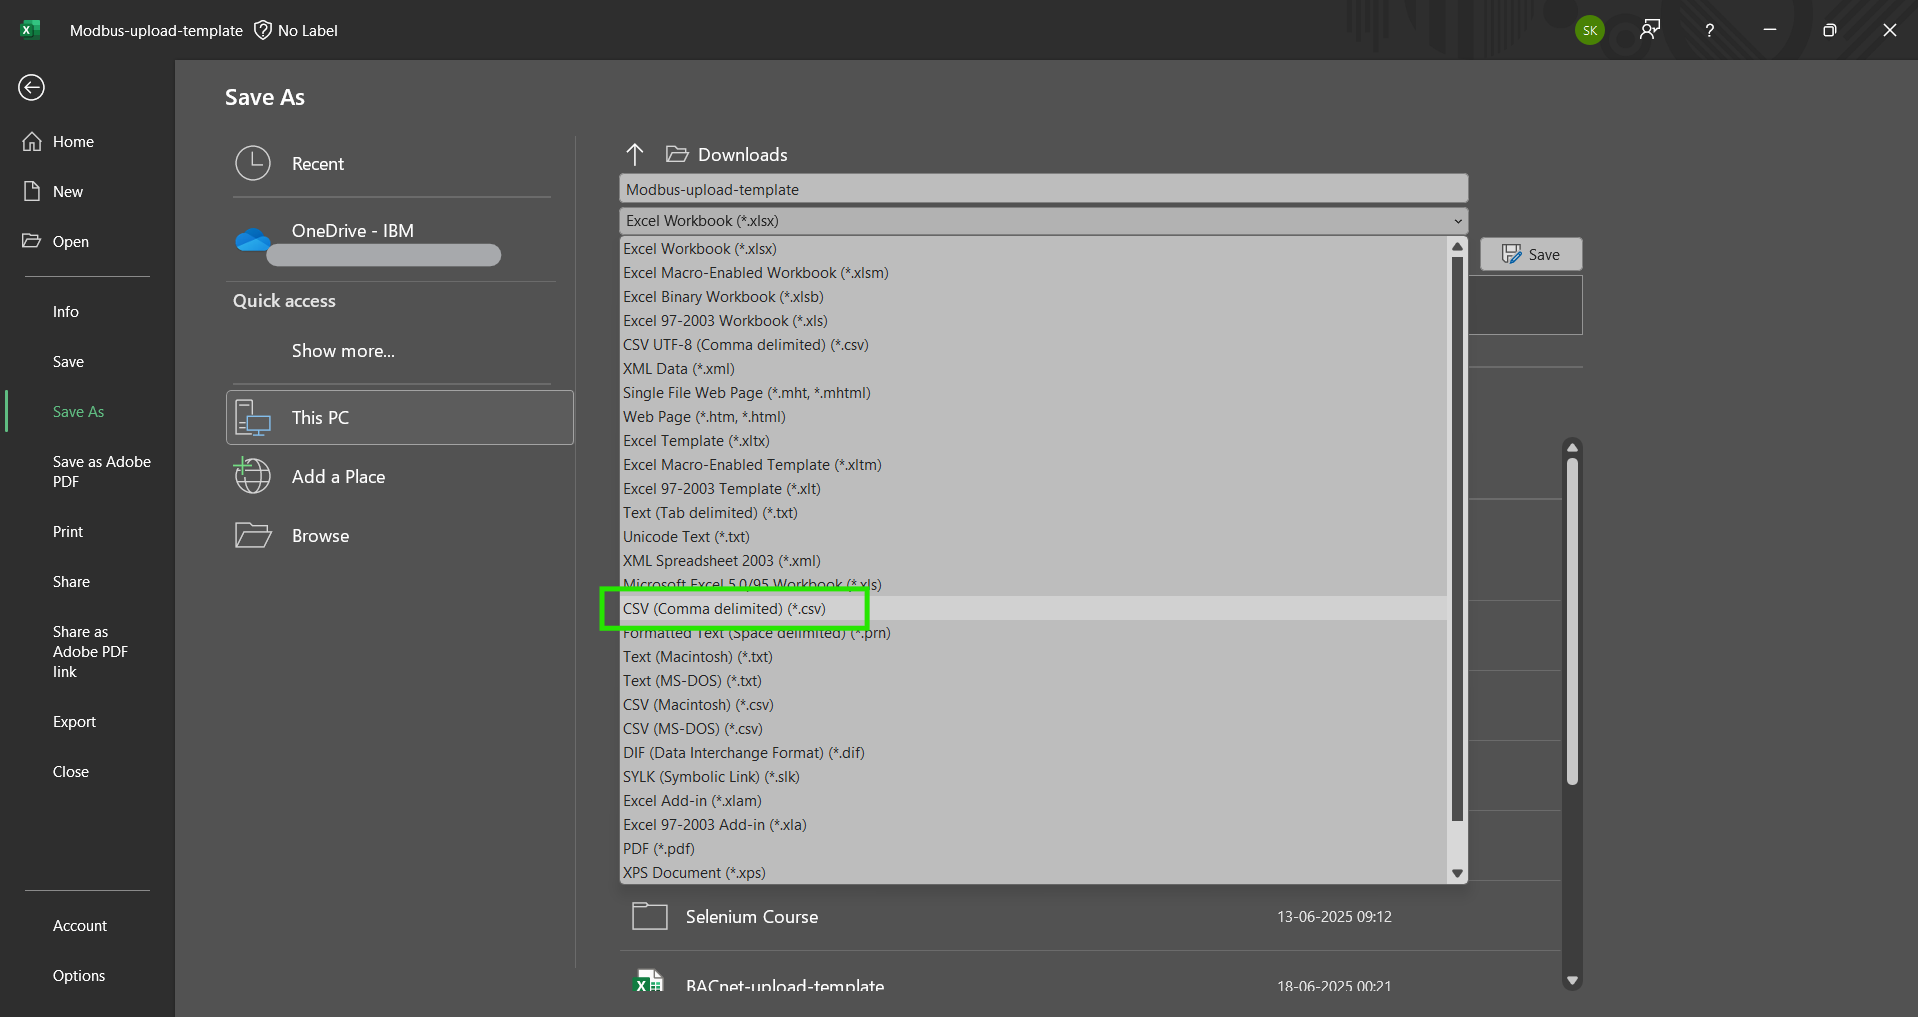 Modbus-upload-template No Label
SK
?
Home
New
Open
Info
Save
Save As
Save as Adobe
PDF
Print
Share
Share as
Adobe PDF
link
Export
Close
Account
Options
Save As
Recent
OneDrive - IBM
Quick access
Show more...
This PC
Add a Place
Browse
Downloads
Modbus-upload-template
Excel Workbook (*.xlsx)
Save
Excel Workbook (*.xlsx)
Excel Macro-Enabled Workbook (*.xlsm)
Excel Binary Workbook (*.xlsb)
Excel 97-2003 Workbook (*.xls)
CSV UTF-8 (Comma delimited) (*.csv)
XML Data (*.xml)
Single File Web Page (*.mht, *.mhtml)
Web Page (*.htm, *.html)
Excel Template (*.xltx)
Excel Macro-Enabled Template (*.xltm)
Excel 97-2003 Template (*.xlt)
Text (Tab delimited) (*.txt)
Unicode Text (*.txt)
XML Spreadsheet 2003 (*.xml)
Microsoft Excel 5.0/95 Workbook (*.xls)
CSV (Comma delimited) (*.csv)
Formatted Text (Space delimited) (*.prn)
Text (Macintosh) (*.txt)
Text (MS-DOS) (*.txt)
CSV (Macintosh) (*.csv)
CSV (MS-DOS) (*.csv)
DIF (Data Interchange Format) (*.dif)
SYLK (Symbolic Link) (*.slk)
Excel Add-in (*.xlam)
Excel 97-2003 Add-in (*.xla)
PDF (*.pdf)
XPS Document (*.xps)
Selenium Course 13-06-2025 09:12
BACnet-upload-template 18-06-2025 00:21